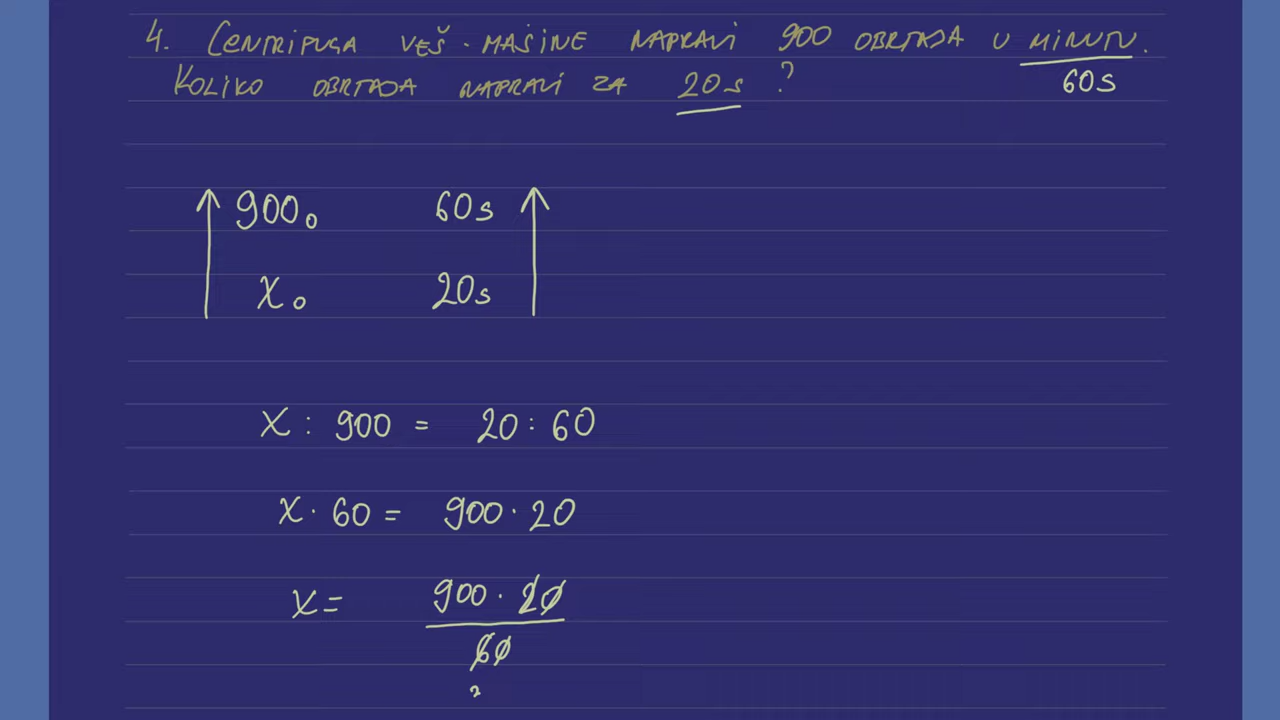 4. CENTRIFUGA VEŠ-MAŠINE NAPRAVI 900 OBRTAJA U MINUTU.
KOLIKO OBRTAJA NAPRAVI ZA 20s ? 60s
900o 60s
xo 20s
x : 900 = 20 : 60
x · 60 = 900 · 20
x = 900 · 20
60